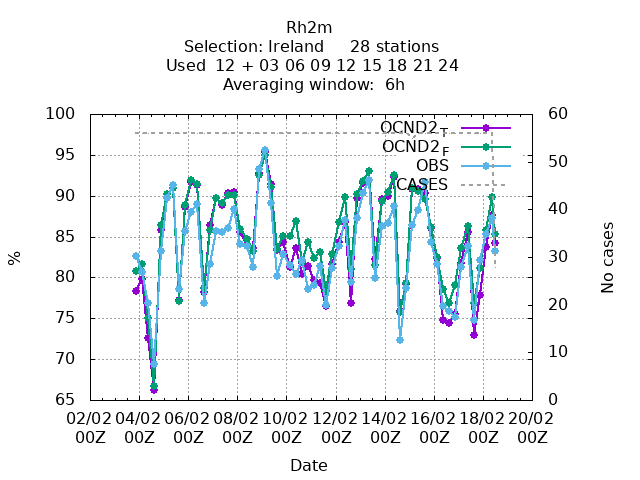 Rh2m
Selection: Ireland 28 stations
Used 12 + 03 06 09 12 15 18 21 24
Averaging window: 6h
100
95
90
85
80
75
70
65
%
60
50
40
30
20
10
0
No cases
OCND2_T
OCND2_F
OBS
CASES
02/02 04/02 06/02 08/02 10/02 12/02 14/02 16/02 18/02 20/02
00Z 00Z 00Z 00Z 00Z 00Z 00Z 00Z 00Z 00Z
Date